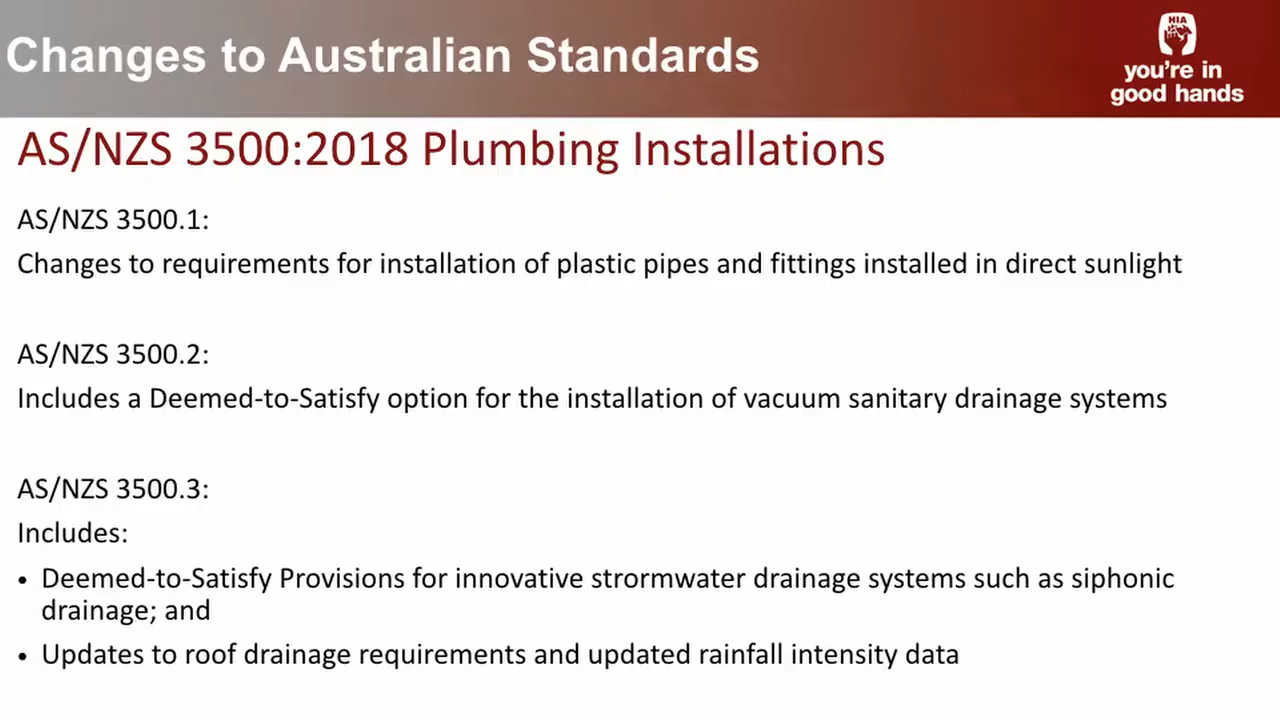 Changes to Australian Standards
HIA
you're in
good hands
AS/NZS 3500:2018 Plumbing Installations
AS/NZS 3500.1:
Changes to requirements for installation of plastic pipes and fittings installed in direct sunlight
AS/NZS 3500.2:
Includes a Deemed-to-Satisfy option for the installation of vacuum sanitary drainage systems
AS/NZS 3500.3:
Includes:
• Deemed-to-Satisfy Provisions for innovative strormwater drainage systems such as siphonic
drainage; and
• Updates to roof drainage requirements and updated rainfall intensity data